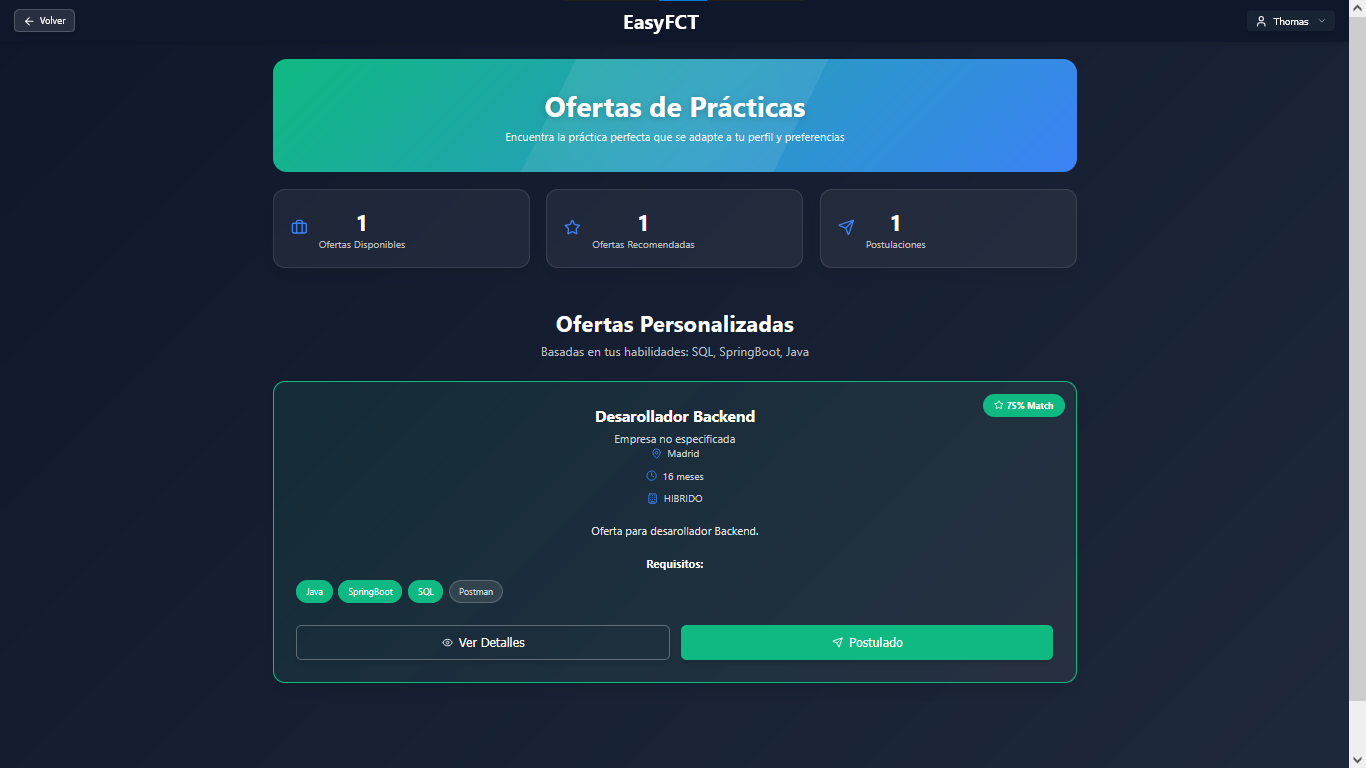 Volver
EasyFCT
Thomas
Ofertas de Prácticas
Encuentra la práctica perfecta que se adapte a tu perfil y preferencias
1
Ofertas Disponibles
1
Ofertas Recomendadas
1
Postulaciones
Ofertas Personalizadas
Basadas en tus habilidades: SQL, SpringBoot, Java
75% Match
Desarollador Backend
Empresa no especificada
Madrid
16 meses
HIBRIDO
Oferta para desarollador Backend.
Requisitos:
Java SpringBoot SQL Postman
Ver Detalles Postulado